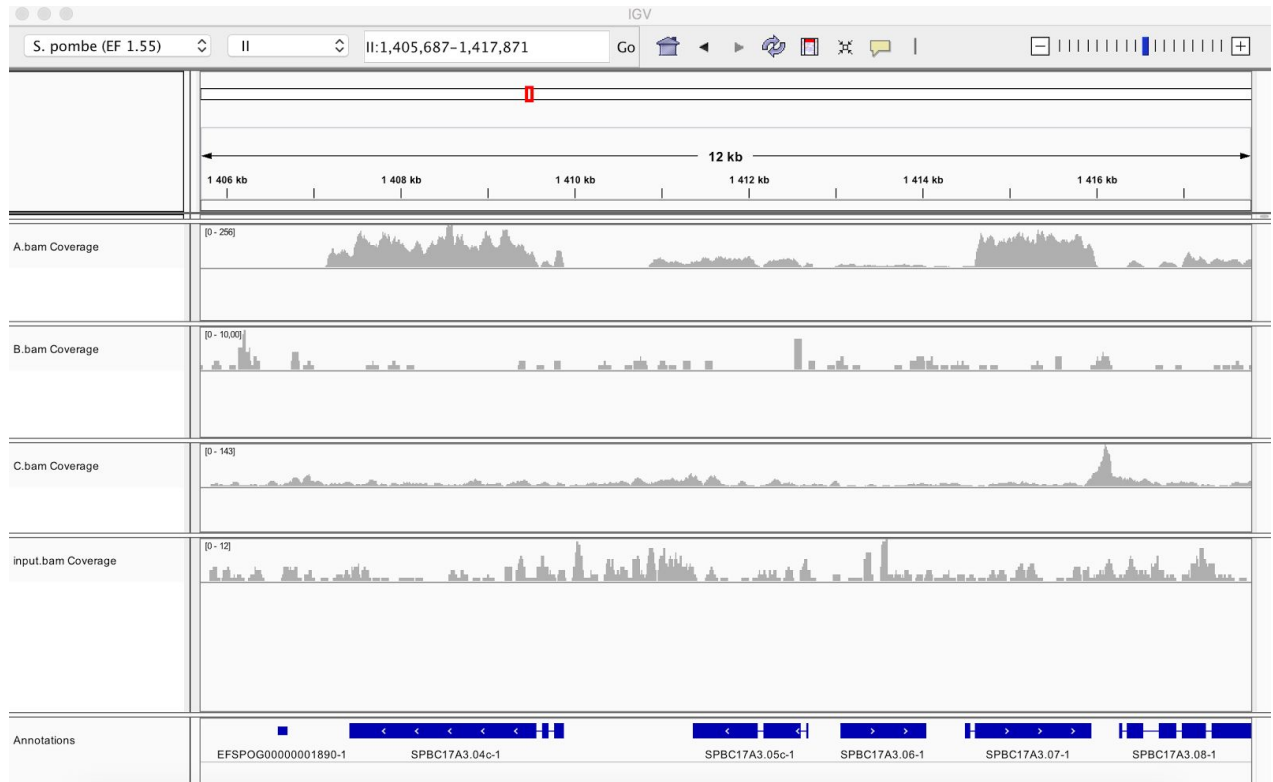 IGV
S. pombe (EF 1.55) II II:1,405,687-1,417,871 Go
12 kb
1 406 kb 1 408 kb 1 410 kb 1 412 kb 1 414 kb 1 416 kb
A.bam Coverage [0 - 256]
B.bam Coverage [0 - 10,00]
C.bam Coverage [0 - 143]
input.bam Coverage [0 - 12]
Annotations
EFSPOG00000001890-1 SPBC17A3.04c-1 SPBC17A3.05c-1 SPBC17A3.06-1 SPBC17A3.07-1 SPBC17A3.08-1